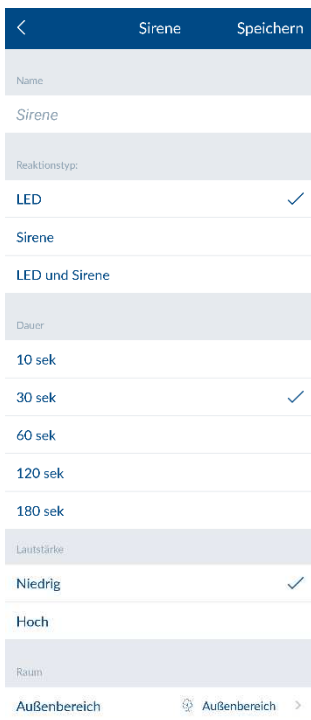 Sirene Speichern
Name
Sirene
Reaktionstyp:
LED
Sirene
LED und Sirene
Dauer
10 sek
30 sek
60 sek
120 sek
180 sek
Lautstärke
Niedrig
Hoch
Raum
Außenbereich Außenbereich